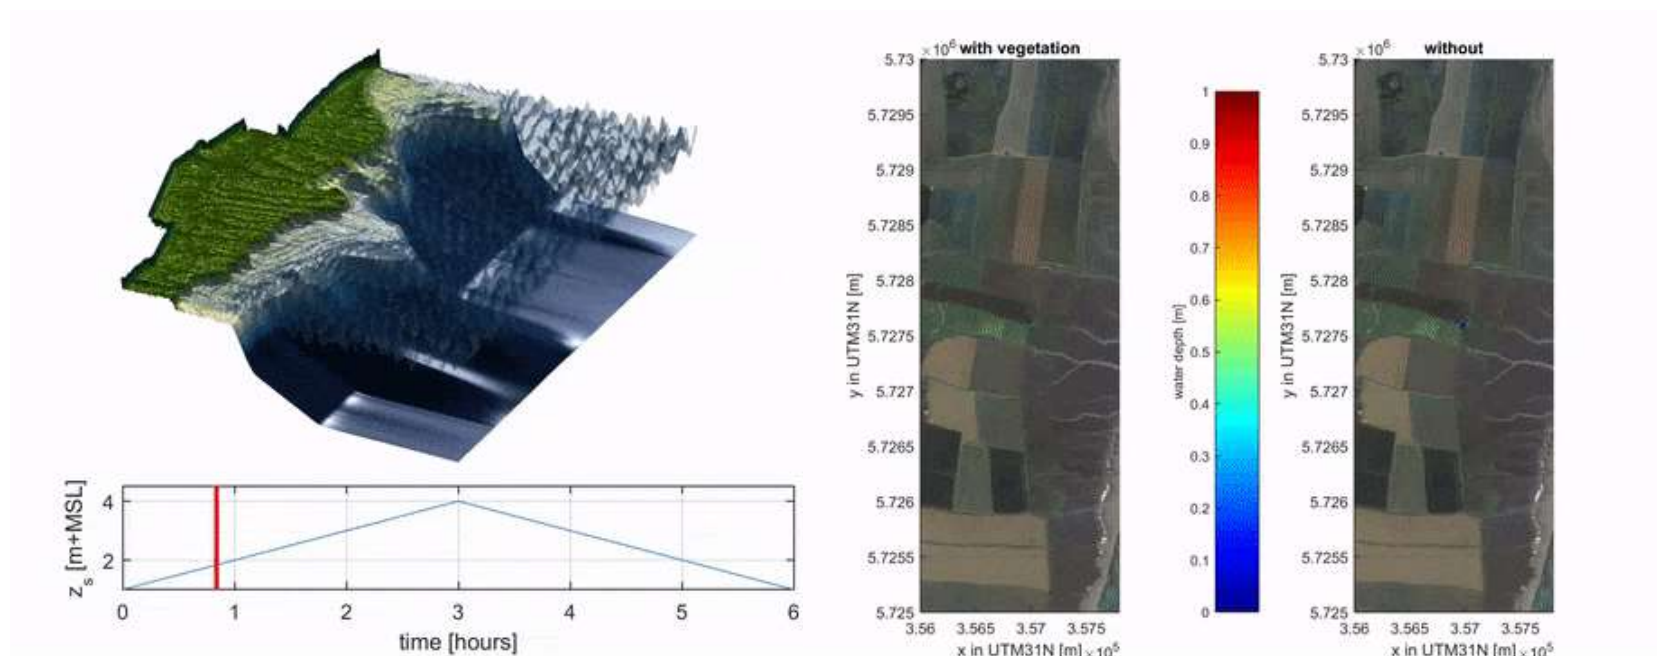 4
2
z_s [m+MSL]
0 1 2 3 4 5 6
time [hours]
×10^6 with vegetation
5.73
5.7295
5.729
5.7285
5.728
5.7275
5.727
5.7265
5.726
5.7255
5.725
y in UTM31N [m]
3.56 3.565 3.57 3.575
x in UTM31N [m] ×10^5
1
0.9
0.8
0.7
0.6
0.5
0.4
0.3
0.2
0.1
0
water depth [m]
×10^6 without
5.73
5.7295
5.729
5.7285
5.728
5.7275
5.727
5.7265
5.726
5.7255
5.725
y in UTM31N [m]
3.56 3.565 3.57 3.575
x in UTM31N [m] ×10^5